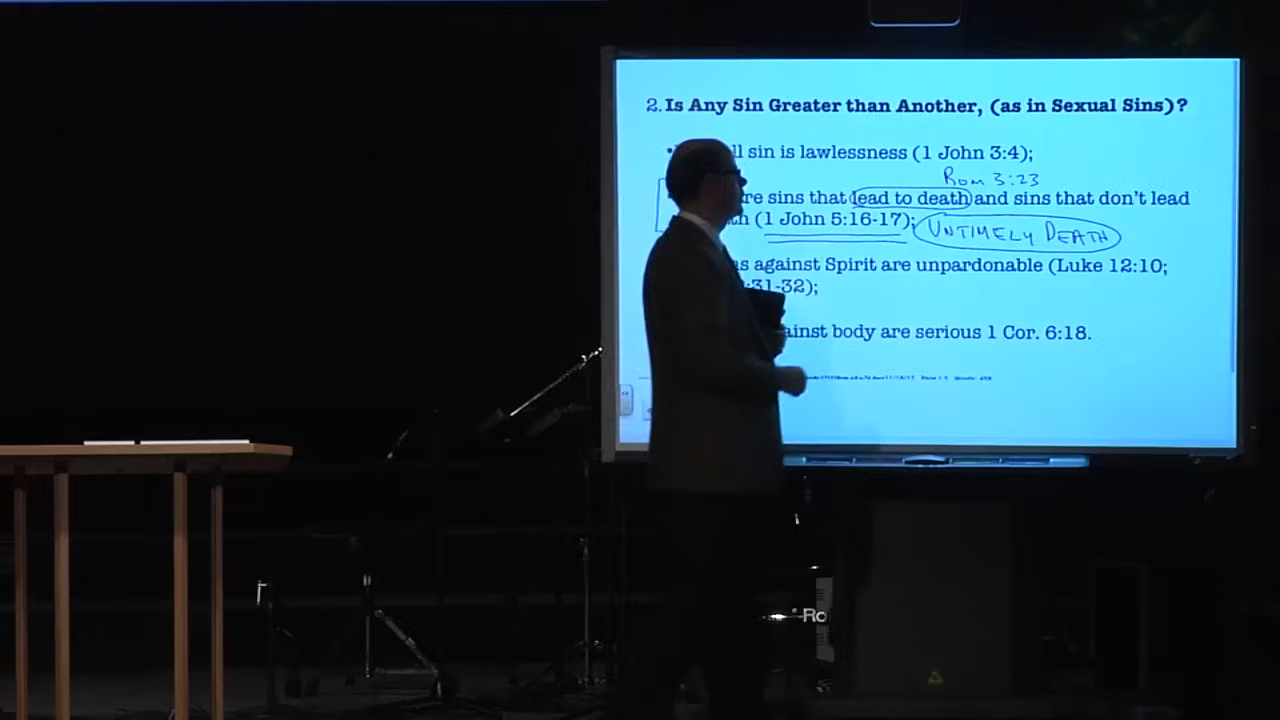 2. Is Any Sin Greater than Another, (as in Sexual Sins)?
• ll sin is lawlessness (1 John 3:4);
Rom 3:23
re sins that lead to death and sins that don't lead
th (1 John 5:16-17); UNTIMELY DEATH
s against Spirit are unpardonable (Luke 12:10;
:31-32);
ainst body are serious 1 Cor. 6:18.
Ro